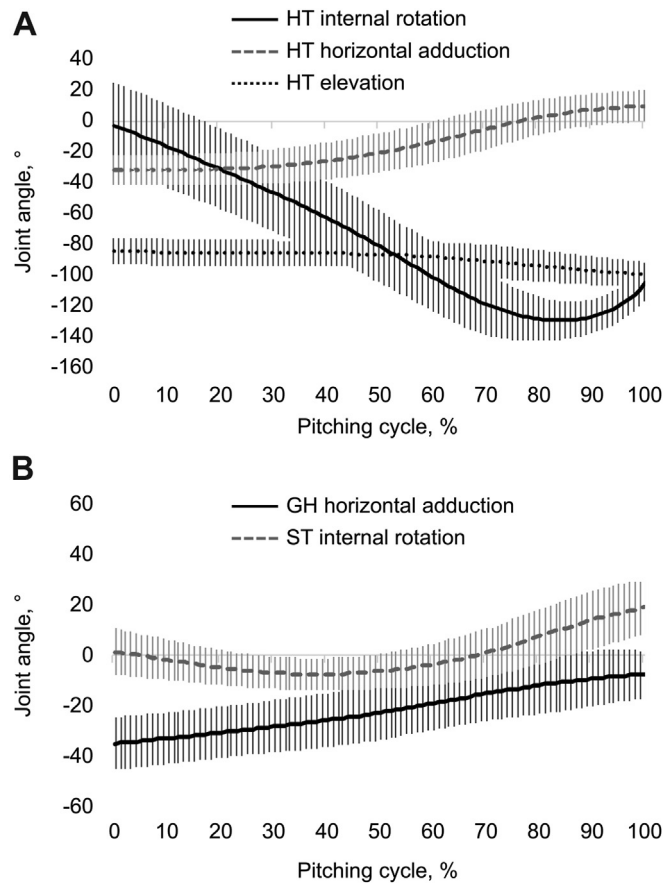 A
HT internal rotation
HT horizontal adduction
HT elevation
40
20
0
-20
-40
-60
-80
-100
-120
-140
-160
Joint angle, °
0 10 20 30 40 50 60 70 80 90 100
Pitching cycle, %
B
GH horizontal adduction
ST internal rotation
60
40
20
0
-20
-40
-60
Joint angle, °
0 10 20 30 40 50 60 70 80 90 100
Pitching cycle, %